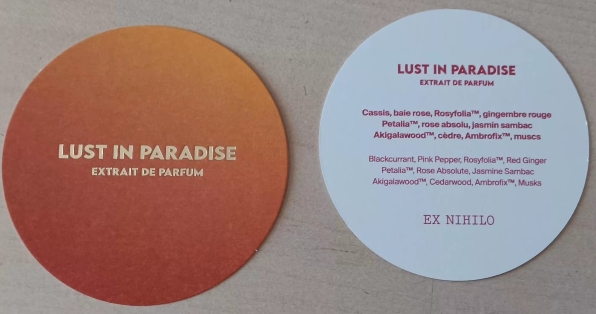 LUST IN PARADISE
EXTRAIT DE PARFUM
LUST IN PARADISE
EXTRAIT DE PARFUM
Cassis, baie rose, Rosyfolia™, gingembre rouge
Petalia™, rose absolu, jasmin sambac
Akigalawood™, cèdre, Ambrofix™, muscs
Blackcurrant, Pink Pepper, Rosyfolia™, Red Ginger
Petalia™, Rose Absolute, Jasmine Sambac
Akigalawood™, Cedarwood, Ambrofix™, Musks
EX NIHILO